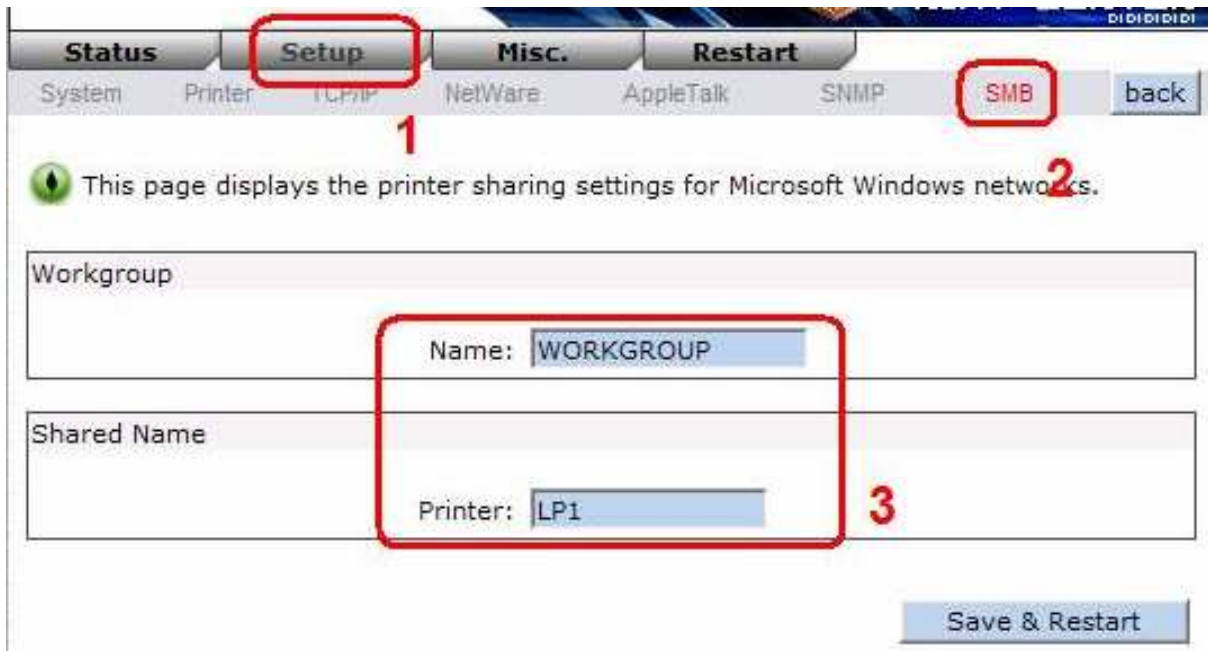 DIDIDIDIDI
Status Setup Misc. Restart
System Printer TCP/IP NetWare AppleTalk SNMP SMB back
1
2
This page displays the printer sharing settings for Microsoft Windows networks.
Workgroup
Name: WORKGROUP
Shared Name
Printer: LP1
3
Save & Restart